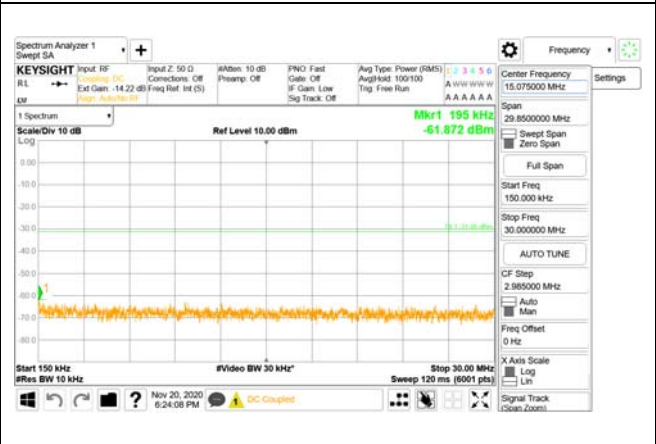 Spectrum Analyzer 1
Swept SA
Frequency
KEYSIGHT
RL
Input: RF
Coupling: DC
Ext Gain: -14.22 dB
Align: Auto/No RF
Input Z: 50 Ω
Corrections: Off
Freq Ref: Int (S)
#Atten: 10 dB
Preamp: Off
PNO: Fast
Gate: Off
IF Gain: Low
Sig Track: Off
Avg Type: Power (RMS)
Avg|Hold: 100/100
Trig: Free Run
1 2 3 4 5 6
A W W W W W
A A A A A A
1 Spectrum
Scale/Div 10 dB
Log
Ref Level 10.00 dBm
Mkr1 195 kHz
-61.872 dBm
0.00
-10.0
-20.0
-30.0
-40.0
-50.0
-60.0
-70.0
-80.0
1
Start 150 kHz
#Res BW 10 kHz
#Video BW 30 kHz*
Stop 30.00 MHz
Sweep 120 ms (6001 pts)
Nov 20, 2020
6:24:08 PM
DC Coupled
Center Frequency
15.075000 MHz
Settings
Span
29.8500000 MHz
Swept Span
Zero Span
Full Span
Start Freq
150.000 kHz
Stop Freq
30.000000 MHz
AUTO TUNE
CF Step
2.985000 MHz
Auto
Man
Freq Offset
0 Hz
X Axis Scale
Log
Lin
Signal Track
(Span Zoom)